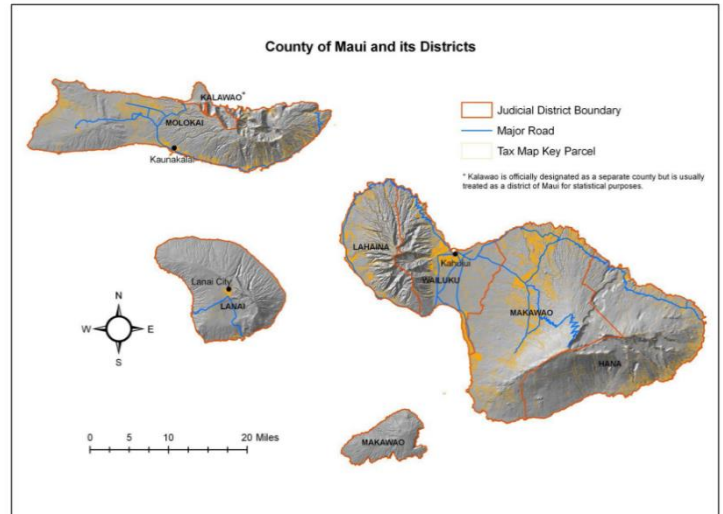 County of Maui and its Districts
KALAWAO*
MOLOKAI
Kaunakakai
Judicial District Boundary
Major Road
Tax Map Key Parcel
* Kalawao is officially designated as a separate county but is usually
treated as a district of Maui for statistical purposes.
LAHAINA
Kahului
WAILUKU
Lanai City
LANAI
MAKAWAO
HANA
N
W E
S
MAKAWAO
0 5 10 20 Miles